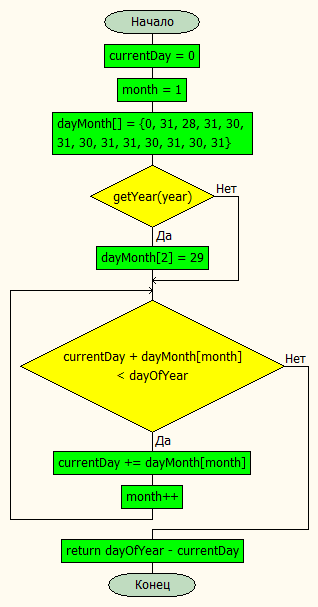 Начало
currentDay = 0
month = 1
dayMonth[] = {0, 31, 28, 31, 30,
31, 30, 31, 31, 30, 31, 30, 31}
getYear(year)
Нет
Да
dayMonth[2] = 29
currentDay + dayMonth[month]
< dayOfYear
Нет
Да
currentDay += dayMonth[month]
month++
return dayOfYear - currentDay
Конец